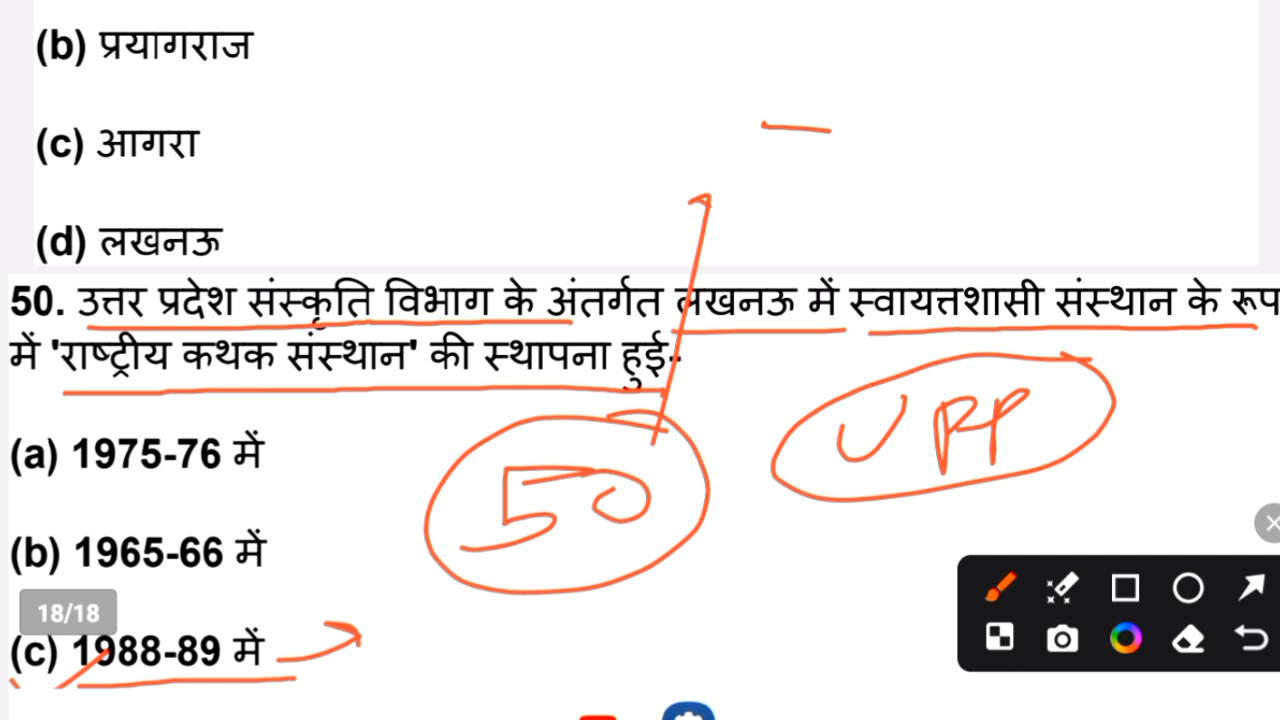 (b) प्रयागराज
(c) आगरा
(d) लखनऊ
50. उत्तर प्रदेश संस्कृति विभाग के अंतर्गत लखनऊ में स्वायत्तशासी संस्थान के रूप
में 'राष्ट्रीय कथक संस्थान' की स्थापना हुई-
(a) 1975-76 में
50
UPP
(b) 1965-66 में
18/18
(c) 1988-89 में